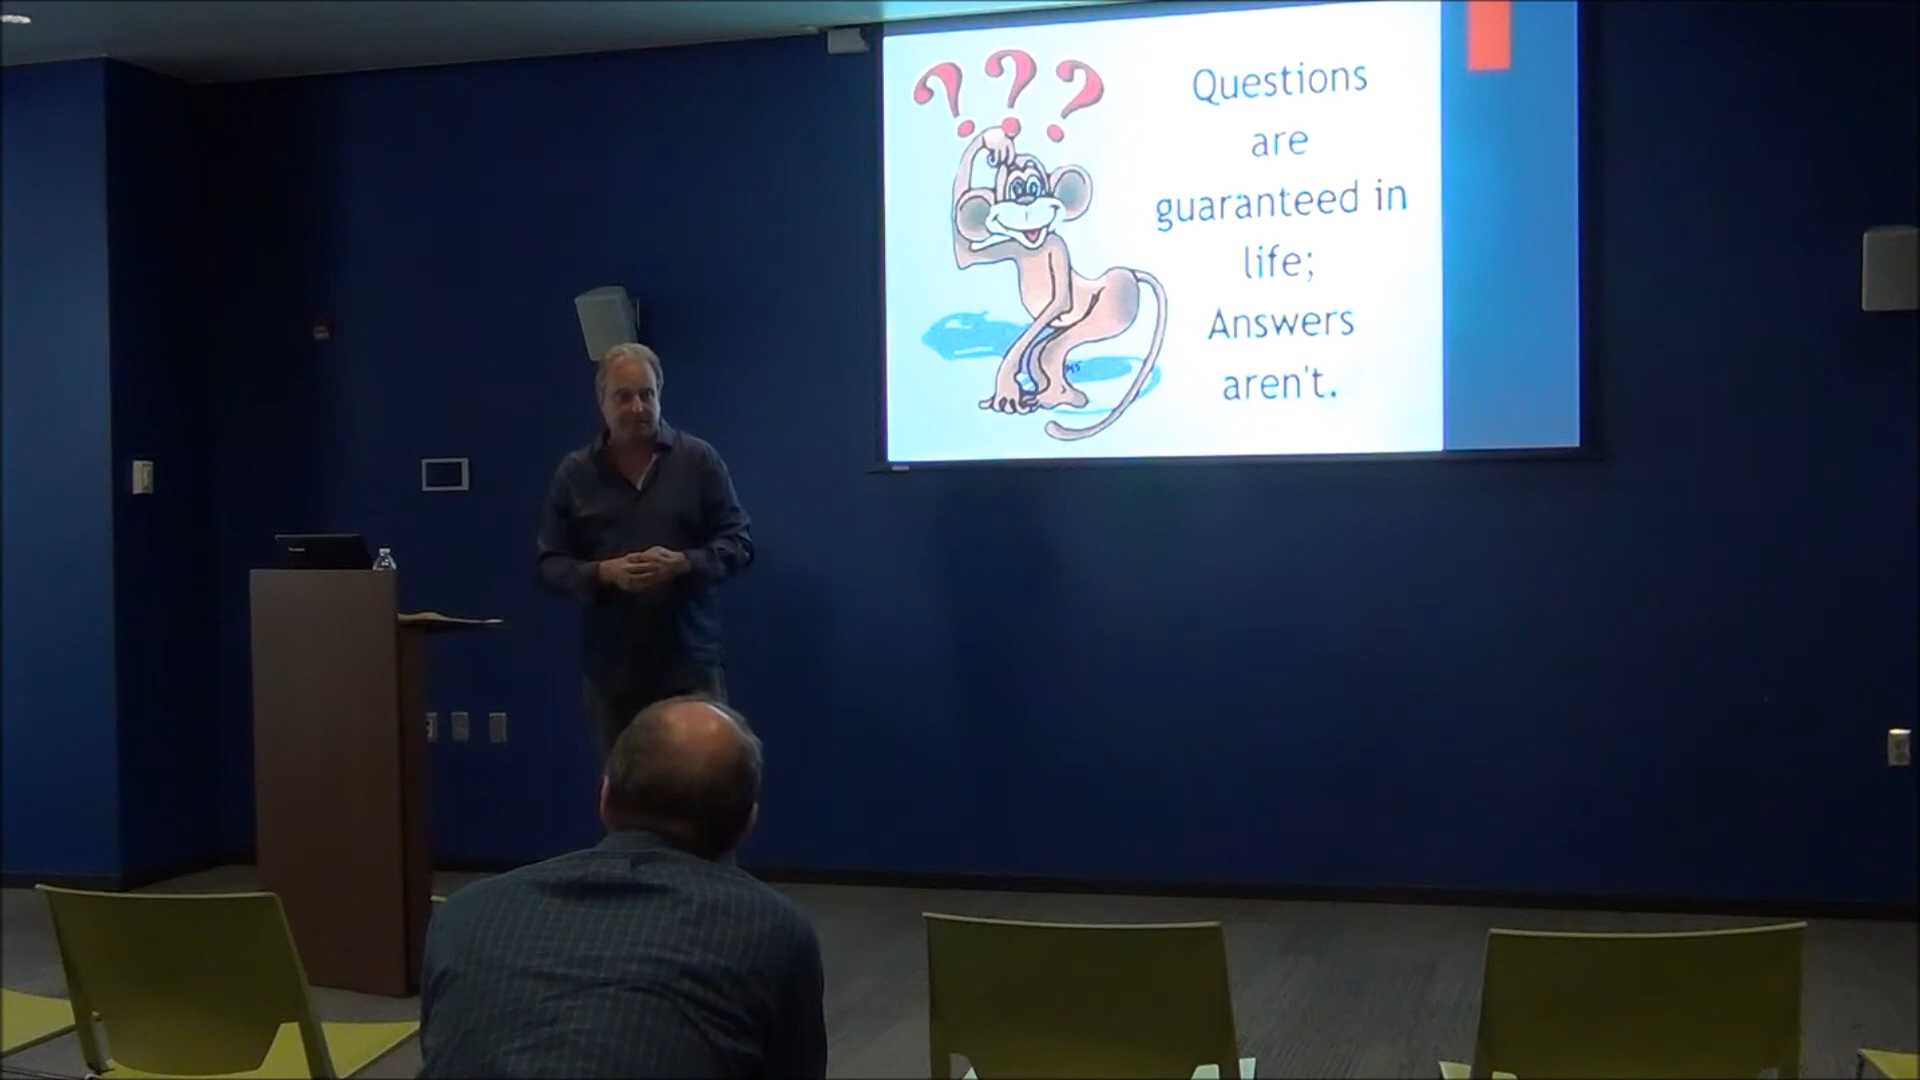 ???
Questions
are
guaranteed in
life;
Answers
aren't.